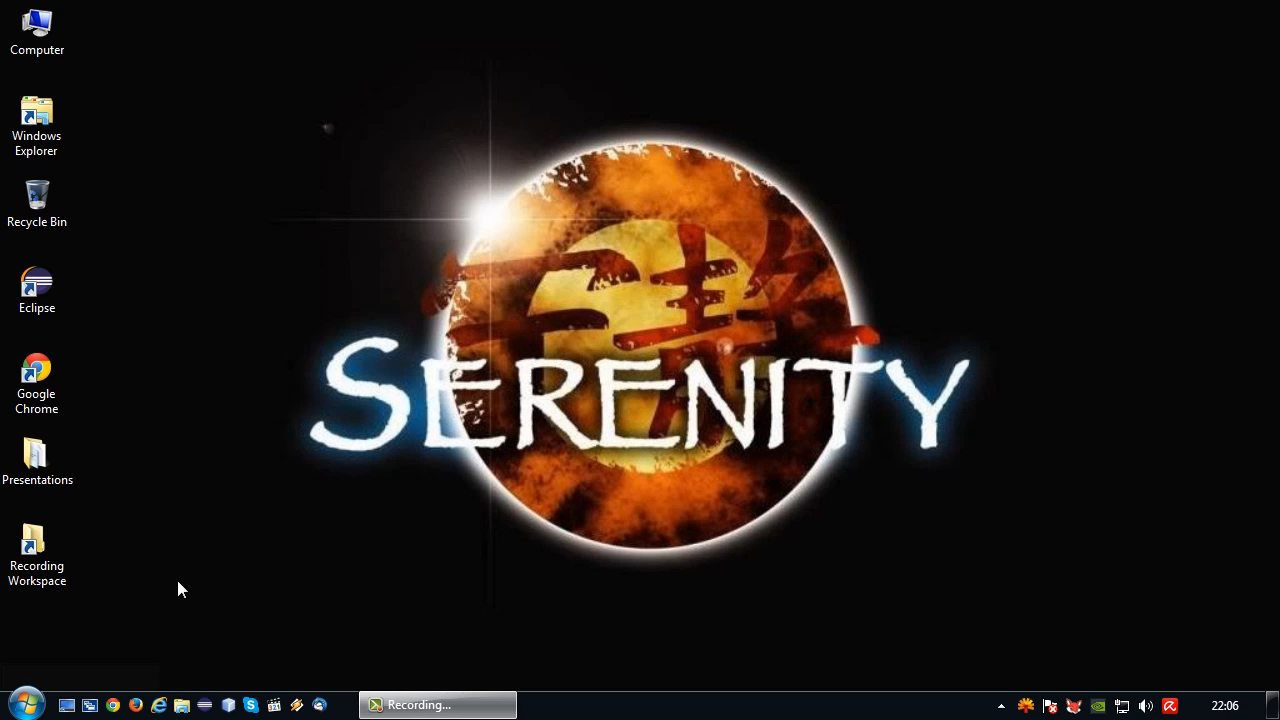 Computer
Windows
Explorer
Recycle Bin
Eclipse
Google
Chrome
Presentations
Recording
Workspace
SERENITY
Recording...
22:06